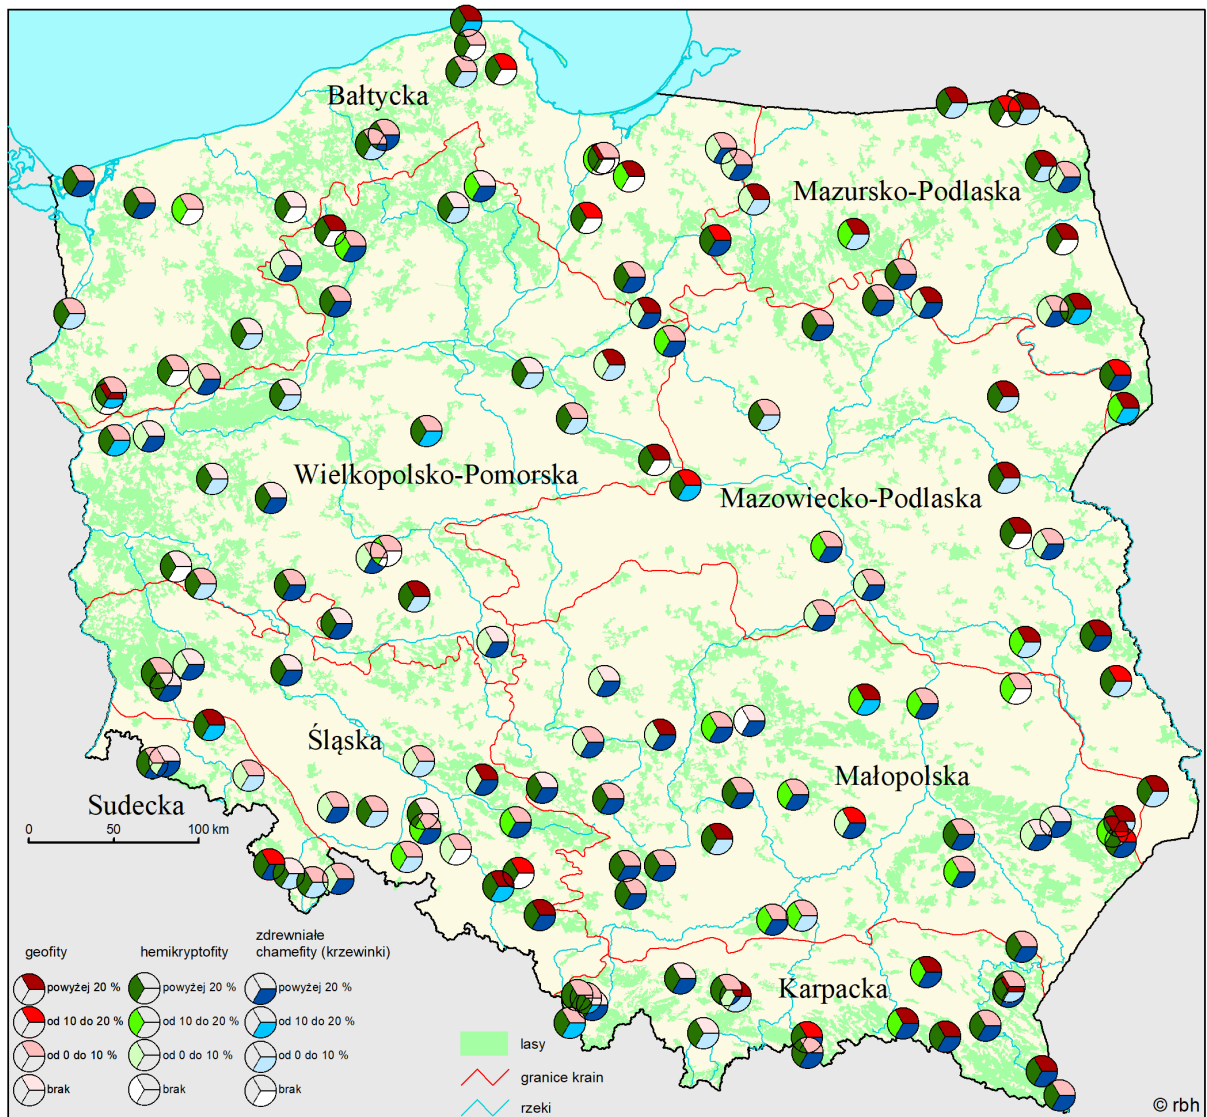 Bałtycka
Mazursko-Podlaska
Wielkopolsko-Pomorska
Mazowiecko-Podlaska
Śląska
Małopolska
Sudecka
0 50 100 km
Karpacka
geofity hemikryptofity zdrewniałe chamefity (krzewinki)
powyżej 20 % powyżej 20 % powyżej 20 %
od 10 do 20 % od 10 do 20 % od 10 do 20 %
od 0 do 10 % od 0 do 10 % od 0 do 10 %
brak brak brak
lasy
granice krain
rzeki
© rbh